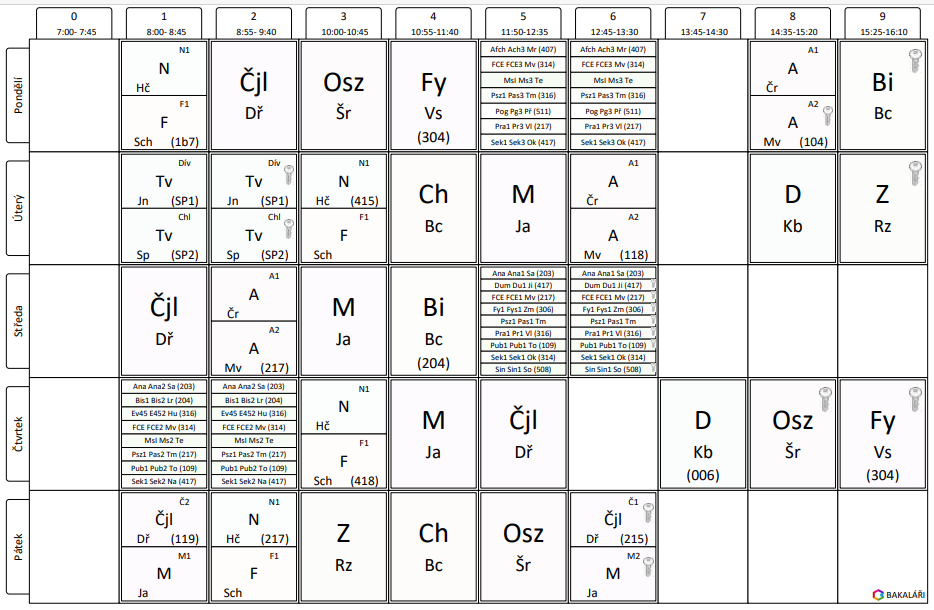 0 1 2 3 4 5 6 7 8 9
7:00- 7:45 8:00- 8:45 8:55- 9:40 10:00-10:45 10:55-11:40 11:50-12:35 12:45-13:30 13:45-14:30 14:35-15:20 15:25-16:10
Pondělí
N1
N
Hč
F1
F
Sch (1b7)
Čjl
Dř
Osz
Šr
Fy
Vs
(304)
Afch Ach3 Mr (407)
FCE FCE3 Mv (314)
MsI Ms3 Te
Psz1 Pas3 Tm (316)
Pog Pg3 Př (511)
Pra1 Pr3 Vl (217)
Sek1 Sek3 Ok (417)
Afch Ach3 Mr (407)
FCE FCE3 Mv (314)
MsI Ms3 Te
Psz1 Pas3 Tm (316)
Pog Pg3 Př (511)
Pra1 Pr3 Vl (217)
Sek1 Sek3 Ok (417)
A1
A
Čr
A2
A
Mv (104)
Bi
Bc
Úterý
Dív
Tv
Jn (SP1)
Chl
Tv
Sp (SP2)
Dív
Tv
Jn (SP1)
Chl
Tv
Sp (SP2)
N1
N
Hč (415)
F1
F
Sch
Ch
Bc
M
Ja
A1
A
Čr
A2
A
Mv (118)
D
Kb
Z
Rz
Středa
Čjl
Dř
A1
A
Čr
A2
A
Mv (217)
M
Ja
Bi
Bc
(204)
Ana Ana1 Sa (203)
Dum Du1 Ji (417)
FCE FCE1 Mv (217)
Fy1 Fys1 Zm (306)
Psz1 Pas1 Tm
Pra1 Pr1 Vl (316)
Pub1 Pub1 To (109)
Sek1 Sek1 Ok (314)
Sin Sin1 So (508)
Ana Ana1 Sa (203)
Dum Du1 Ji (417)
FCE FCE1 Mv (217)
Fy1 Fys1 Zm (306)
Psz1 Pas1 Tm
Pra1 Pr1 Vl (316)
Pub1 Pub1 To (109)
Sek1 Sek1 Ok (314)
Sin Sin1 So (508)
Čtvrtek
Ana Ana2 Sa (203)
Bis1 Bis2 Lr (204)
Ev45 E452 Hu (316)
FCE FCE2 Mv (314)
MsI Ms2 Te
Psz1 Pas2 Tm (217)
Pub1 Pub2 To (109)
Sek1 Sek2 Na (417)
Ana Ana2 Sa (203)
Bis1 Bis2 Lr (204)
Ev45 E452 Hu (316)
FCE FCE2 Mv (314)
MsI Ms2 Te
Psz1 Pas2 Tm (217)
Pub1 Pub2 To (109)
Sek1 Sek2 Na (417)
N1
N
Hč
F1
F
Sch (418)
M
Ja
Čjl
Dř
D
Kb
(006)
Osz
Šr
Fy
Vs
(304)
Pátek
Č2
Čjl
Dř (119)
M1
M
Ja
N1
N
Hč (217)
F1
F
Sch
Z
Rz
Ch
Bc
Osz
Šr
Č1
Čjl
Dř (215)
M2
M
Ja
BAKALÁŘI